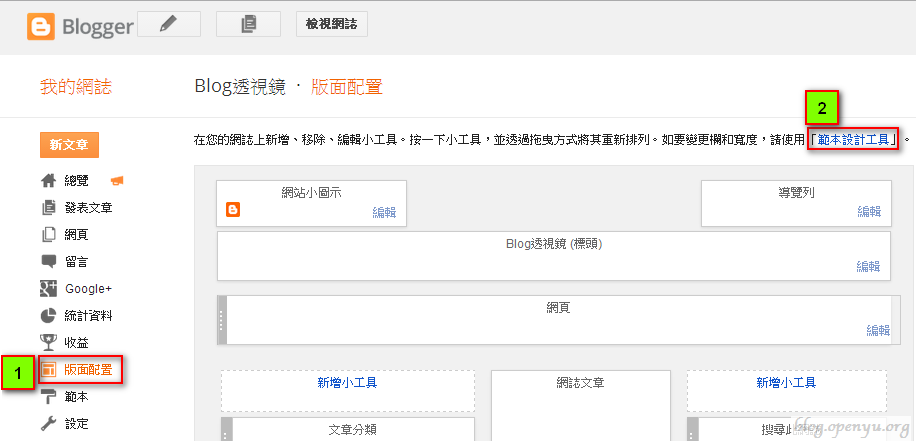 Blogger
檢視網誌
我的網誌
Blog透視鏡 · 版面配置
2
新文章
在您的網誌上新增、移除、編輯小工具。按一下小工具，並透過拖曳方式將其重新排列。如要變更欄和寬度，請使用「範本設計工具」。
總覽
發表文章
網頁
留言
Google+
統計資料
收益
1
版面配置
範本
設定
網站小圖示
編輯
導覽列
編輯
Blog透視鏡 (標頭)
編輯
網頁
編輯
新增小工具
網誌文章
新增小工具
文章分類
搜尋此
blog.openyu.org